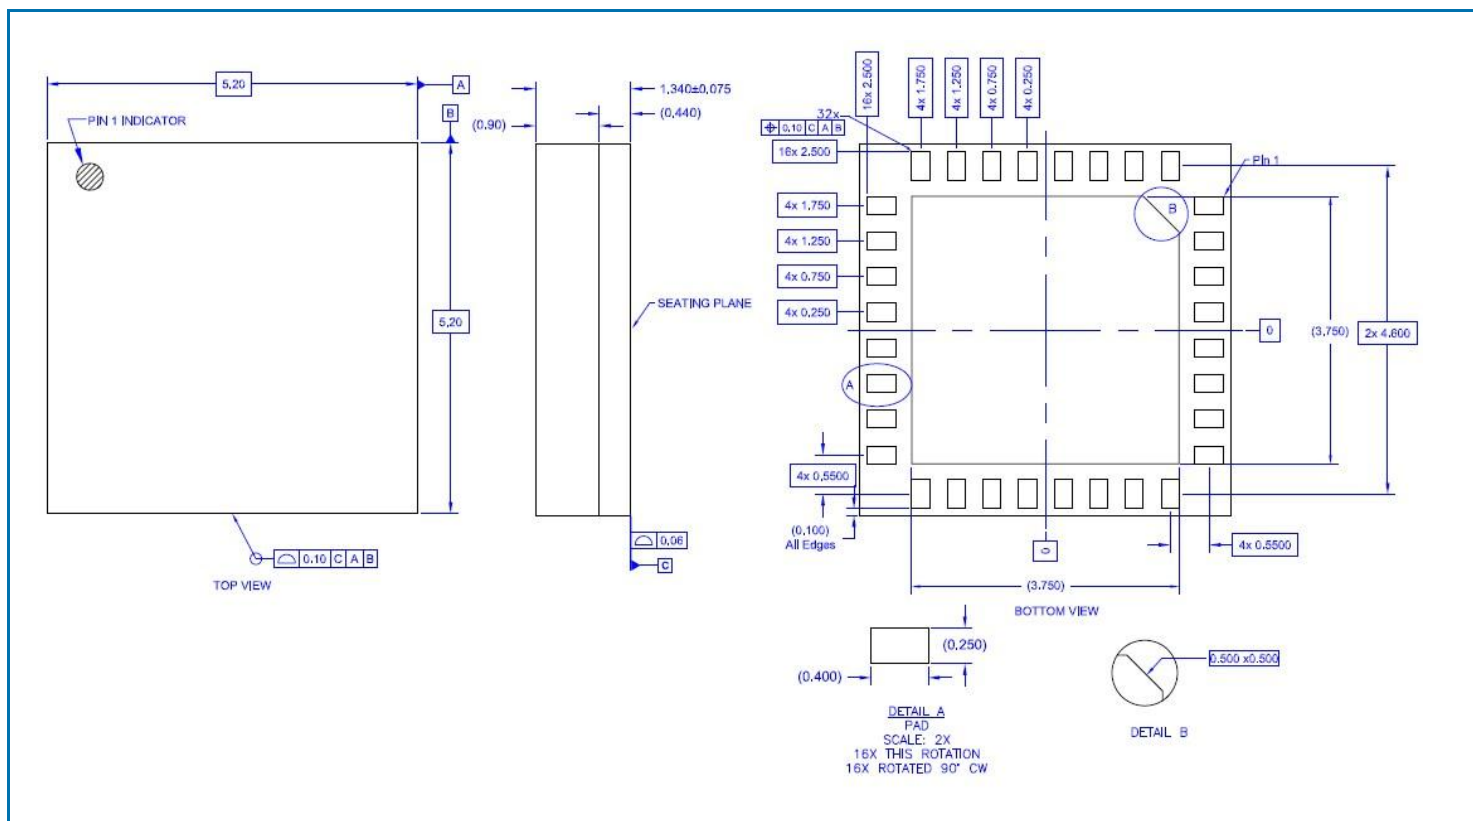 5.20
A
B
PIN 1 INDICATOR
5.20
0.10 C A B
TOP VIEW
1.340±0.075
(0.440)
(0.90)
SEATING PLANE
0.06
C
16x 2.500
4x 1.750
4x 1.250
4x 0.750
4x 0.250
32x
0.10 C A B
16x 2.500
Pin 1
4x 1.750
4x 1.250
4x 0.750
4x 0.250
B
A
0
(3.750)
2x 4.600
4x 0.5500
(0.100)
All Edges
0
4x 0.5500
(3.750)
BOTTOM VIEW
(0.250)
(0.400)
DETAIL A
PAD
SCALE: 2X
16X THIS ROTATION
16X ROTATED 90° CW
0.500 x0.500
DETAIL B